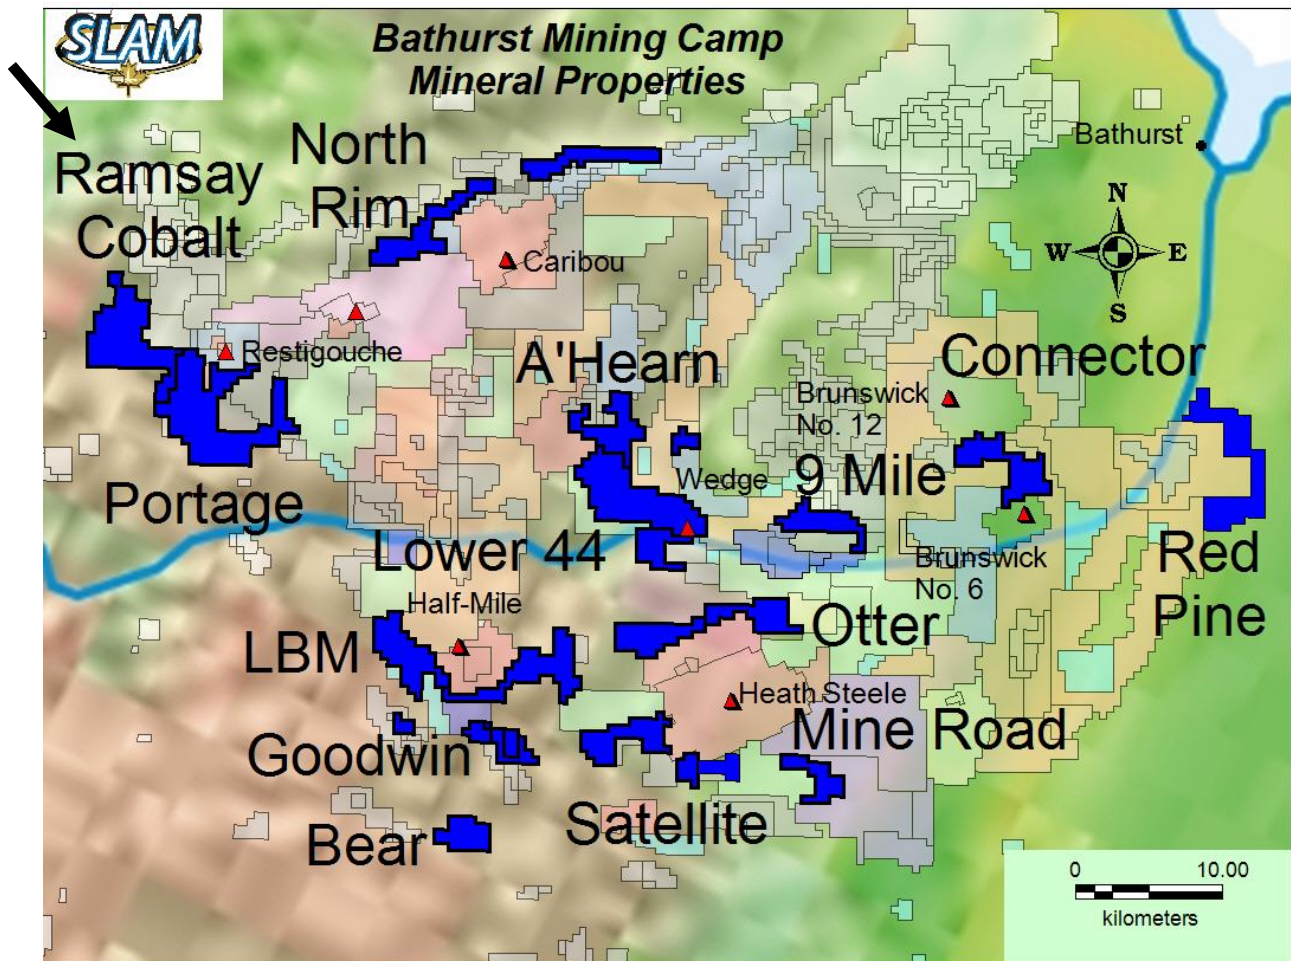 SLAM
Bathurst Mining Camp
Mineral Properties
Bathurst
North
Rim
Ramsay
Cobalt
N
W
E
S
Caribou
Restigouche
A'Hearn
Connector
Brunswick
No. 12
Wedge
9 Mile
Portage
Lower 44
Brunswick
No. 6
Red
Pine
Half-Mile
LBM
Otter
Heath Steele
Mine Road
Goodwin
Satellite
Bear
0
10.00
kilometers